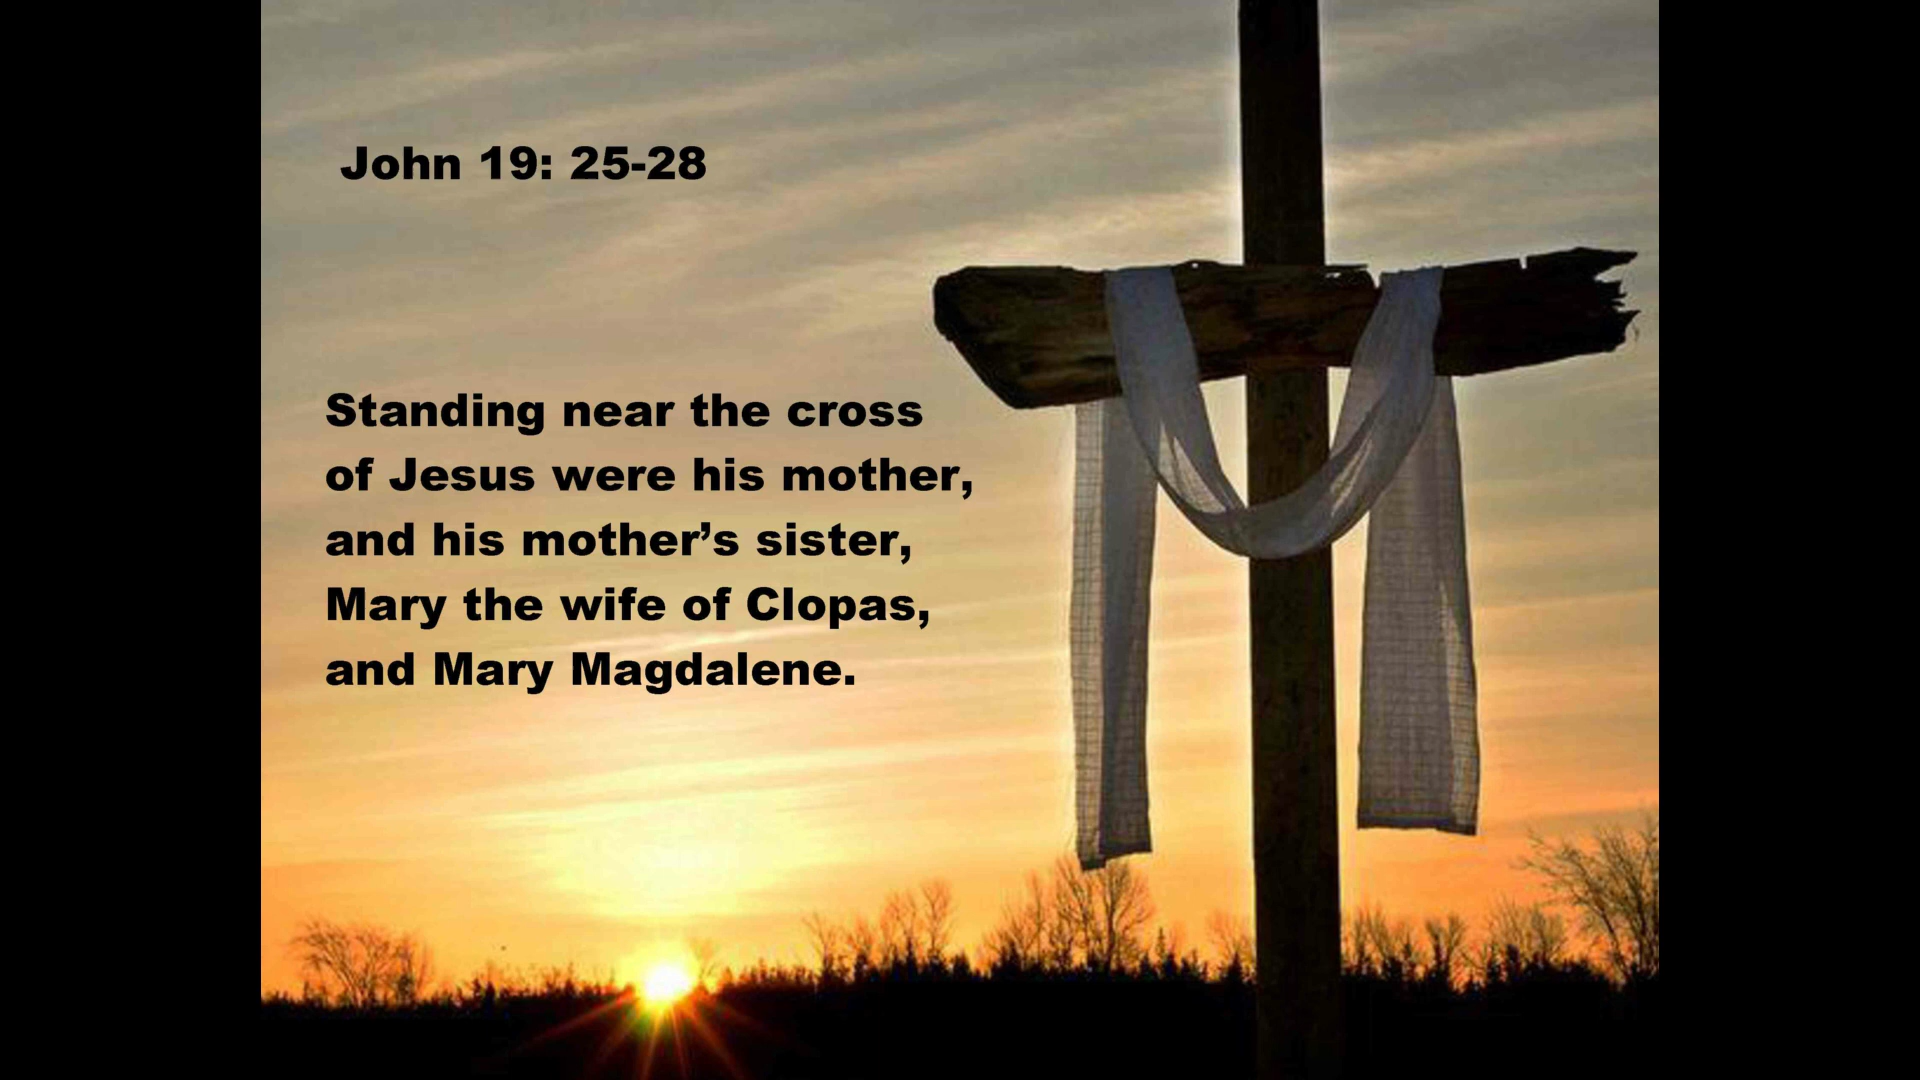 John 19: 25-28
Standing near the cross
of Jesus were his mother,
and his mother’s sister,
Mary the wife of Clopas,
and Mary Magdalene.